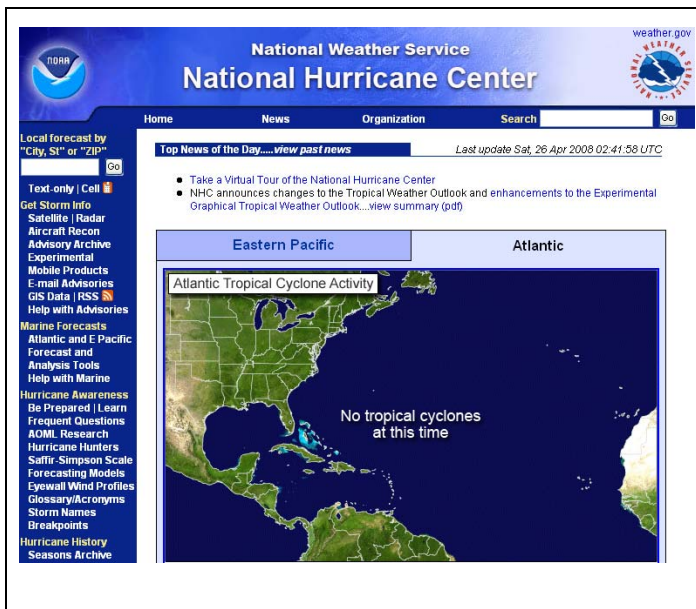 weather.gov
NOAA
National Weather Service
National Hurricane Center
NATIONAL WEATHER SERVICE
Home News Organization Search Go
Local forecast by
"City, St" or "ZIP"
Go
Text-only | Cell
Get Storm Info
Satellite | Radar
Aircraft Recon
Advisory Archive
Experimental
Mobile Products
E-mail Advisories
GIS Data | RSS
Help with Advisories
Marine Forecasts
Atlantic and E Pacific
Forecast and
Analysis Tools
Help with Marine
Hurricane Awareness
Be Prepared | Learn
Frequent Questions
AOML Research
Hurricane Hunters
Saffir-Simpson Scale
Forecasting Models
Eyewall Wind Profiles
Glossary/Acronyms
Storm Names
Breakpoints
Hurricane History
Seasons Archive
Top News of the Day.....view past news Last update Sat, 26 Apr 2008 02:41:58 UTC
Take a Virtual Tour of the National Hurricane Center
NHC announces changes to the Tropical Weather Outlook and enhancements to the Experimental
Graphical Tropical Weather Outlook....view summary (pdf)
Eastern Pacific Atlantic
Atlantic Tropical Cyclone Activity
No tropical cyclones
at this time